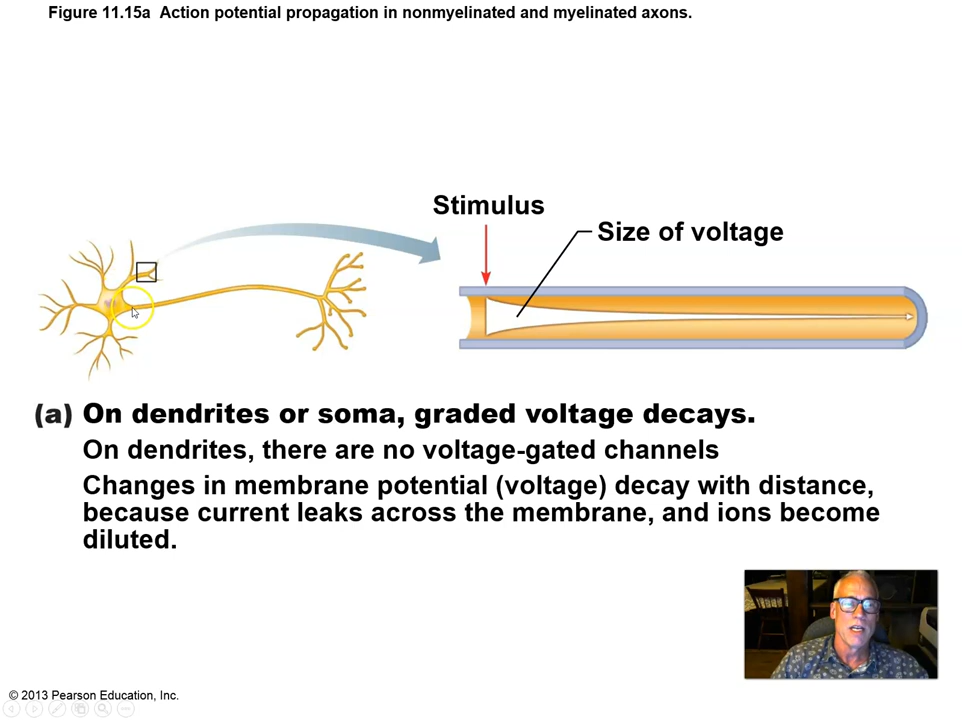 Figure 11.15a  Action potential propagation in nonmyelinated and myelinated axons.
Stimulus
Size of voltage
(a) On dendrites or soma, graded voltage decays.
On dendrites, there are no voltage-gated channels
Changes in membrane potential (voltage) decay with distance,
because current leaks across the membrane, and ions become
diluted.
© 2013 Pearson Education, Inc.